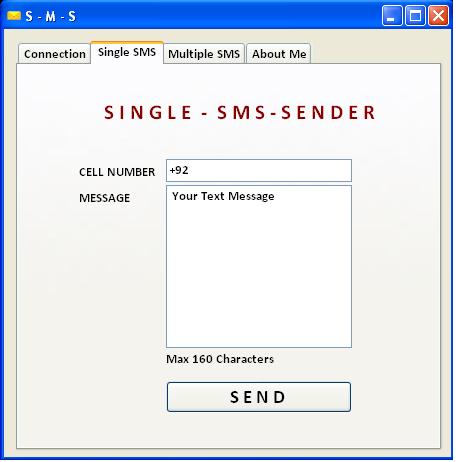 S - M - S
Connection Single SMS Multiple SMS About Me
SINGLE - SMS-SENDER
CELL NUMBER +92
MESSAGE Your Text Message
Max 160 Characters
SEND